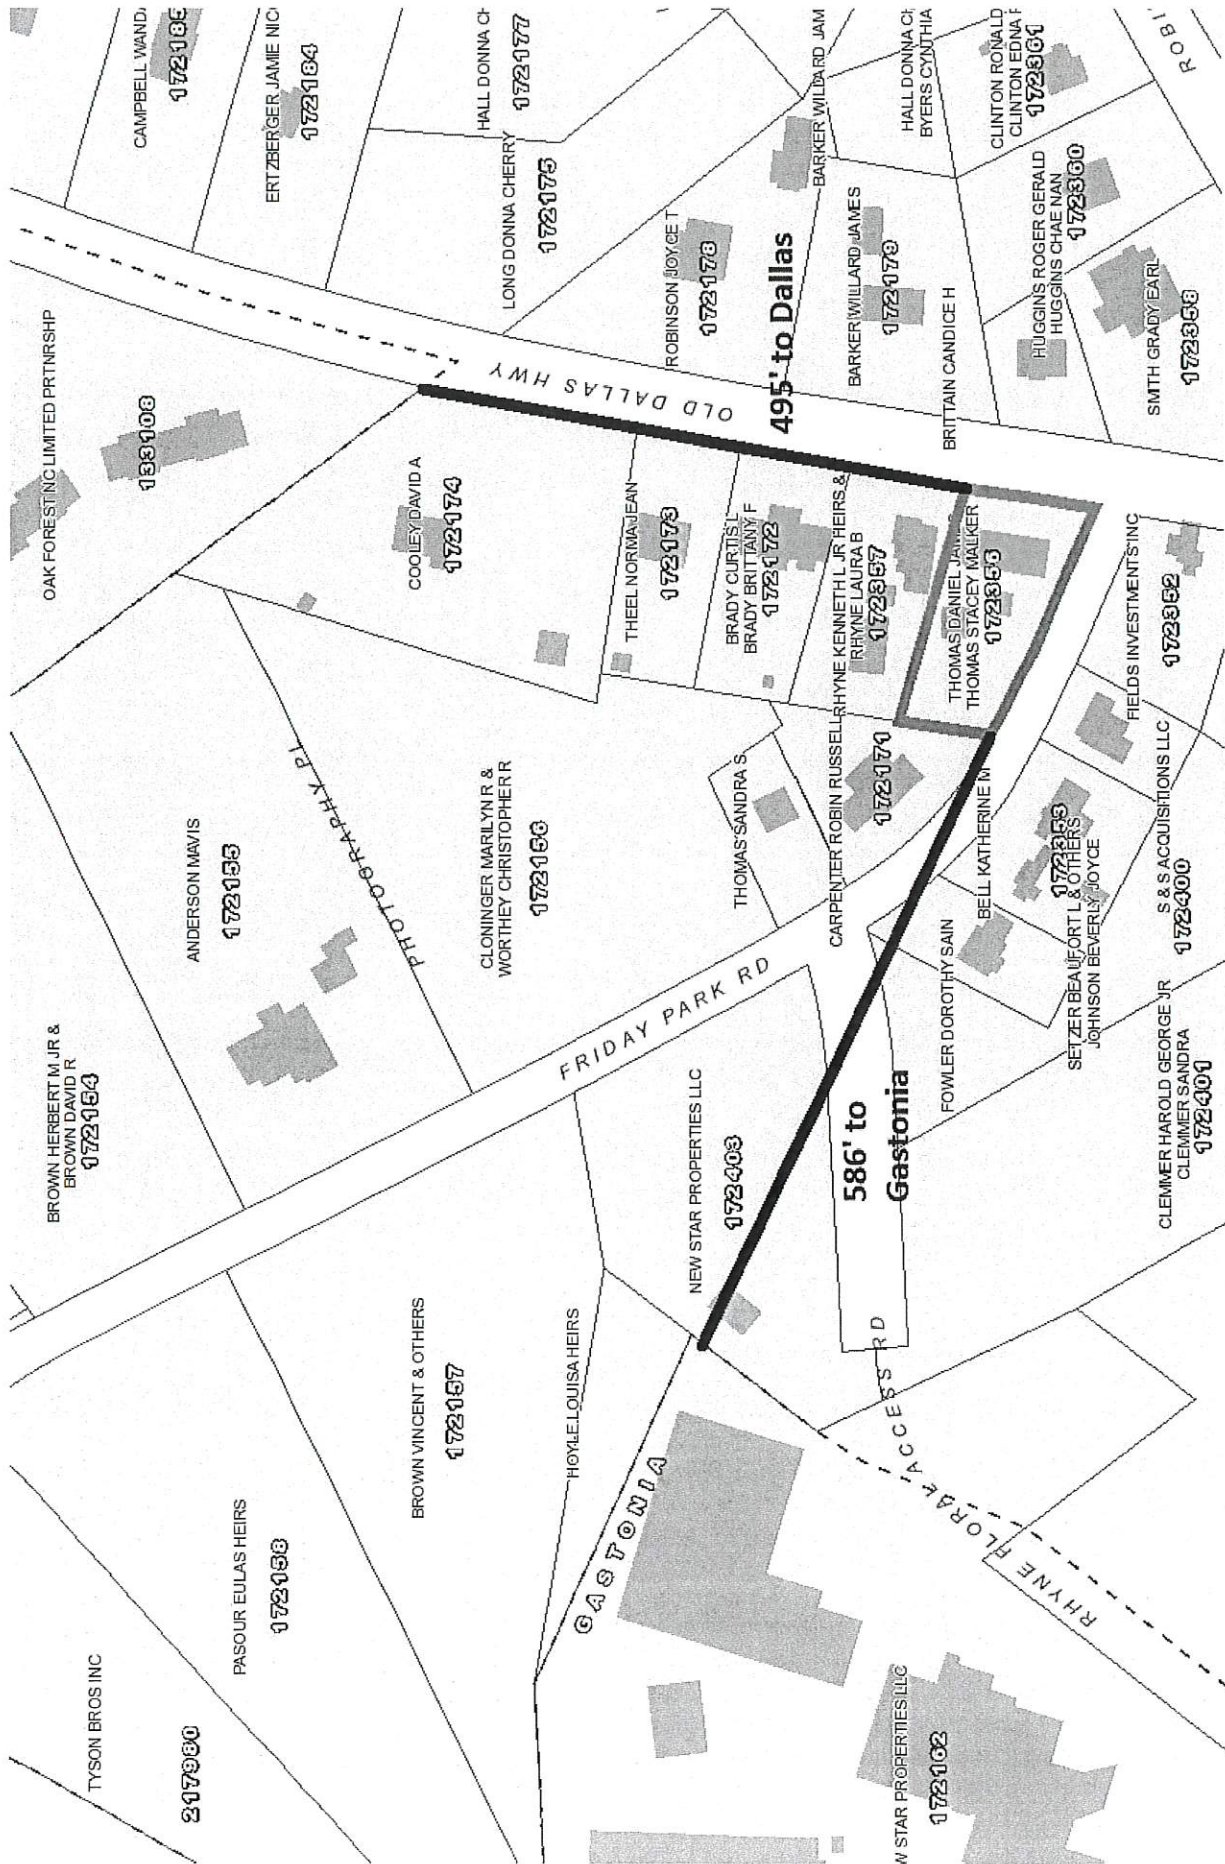 TYSON BROS INC
217980
PASOUR EULAS HEIRS
172158
BROWN VINCENT & OTHERS
172157
HOYLE LOUISA HEIRS
GASTONIA
W STAR PROPERTIES LLC
172162
RHYNE FLORAL ACCESS RD
BROWN HERBERT M JR &
BROWN DAVID R
172154
ANDERSON MAVIS
172155
PHOTOGRAPHY PL
CLONINGER MARILYN R &
WORTHEY CHRISTOPHER R
172156
FRIDAY PARK RD
NEW STAR PROPERTIES LLC
172403
586' to
Gastonia
FOWLER DOROTHY SAIN
BELL KATHERINE M
172353
SETZER BEAUFORT L & OTHERS
JOHNSON BEVERLY JOYCE
S & S ACQUISITIONS LLC
172400
CLEMMER HAROLD GEORGE JR
CLEMMER SANDRA
172401
THOMAS SANDRA S
CARPENTER ROBIN RUSSELL
172171
OAK FOREST NC LIMITED PRTNRSHP
133108
COOLEY DAVID A
172174
THEEL NORMA JEAN
172173
BRADY CURTIS L
BRADY BRITTANY F
172172
RHYNE KENNETH L JR HEIRS &
RHYNE LAURA B
172357
THOMAS DANIEL JAM
THOMAS STACEY MALKER
172356
FIELDS INVESTMENTS INC
172352
OLD DALLAS HWY
495' to Dallas
CAMPBELL WAND
172183
ERTZBERGER JAMIE NIC
172184
HALL DONNA CH
172177
LONG DONNA CHERRY
172175
ROBINSON JOYCE T
172178
BARKER WILLARD JAM
BARKER WILLARD JAMES
172179
BRITTAIN CANDICE H
HALL DONNA C
BYERS CYNTHIA
CLINTON RONALD
CLINTON EDNA F
172361
HUGGINS ROGER GERALD
HUGGINS CHAE NAN
172360
SMITH GRADY EARL
172358
ROBI